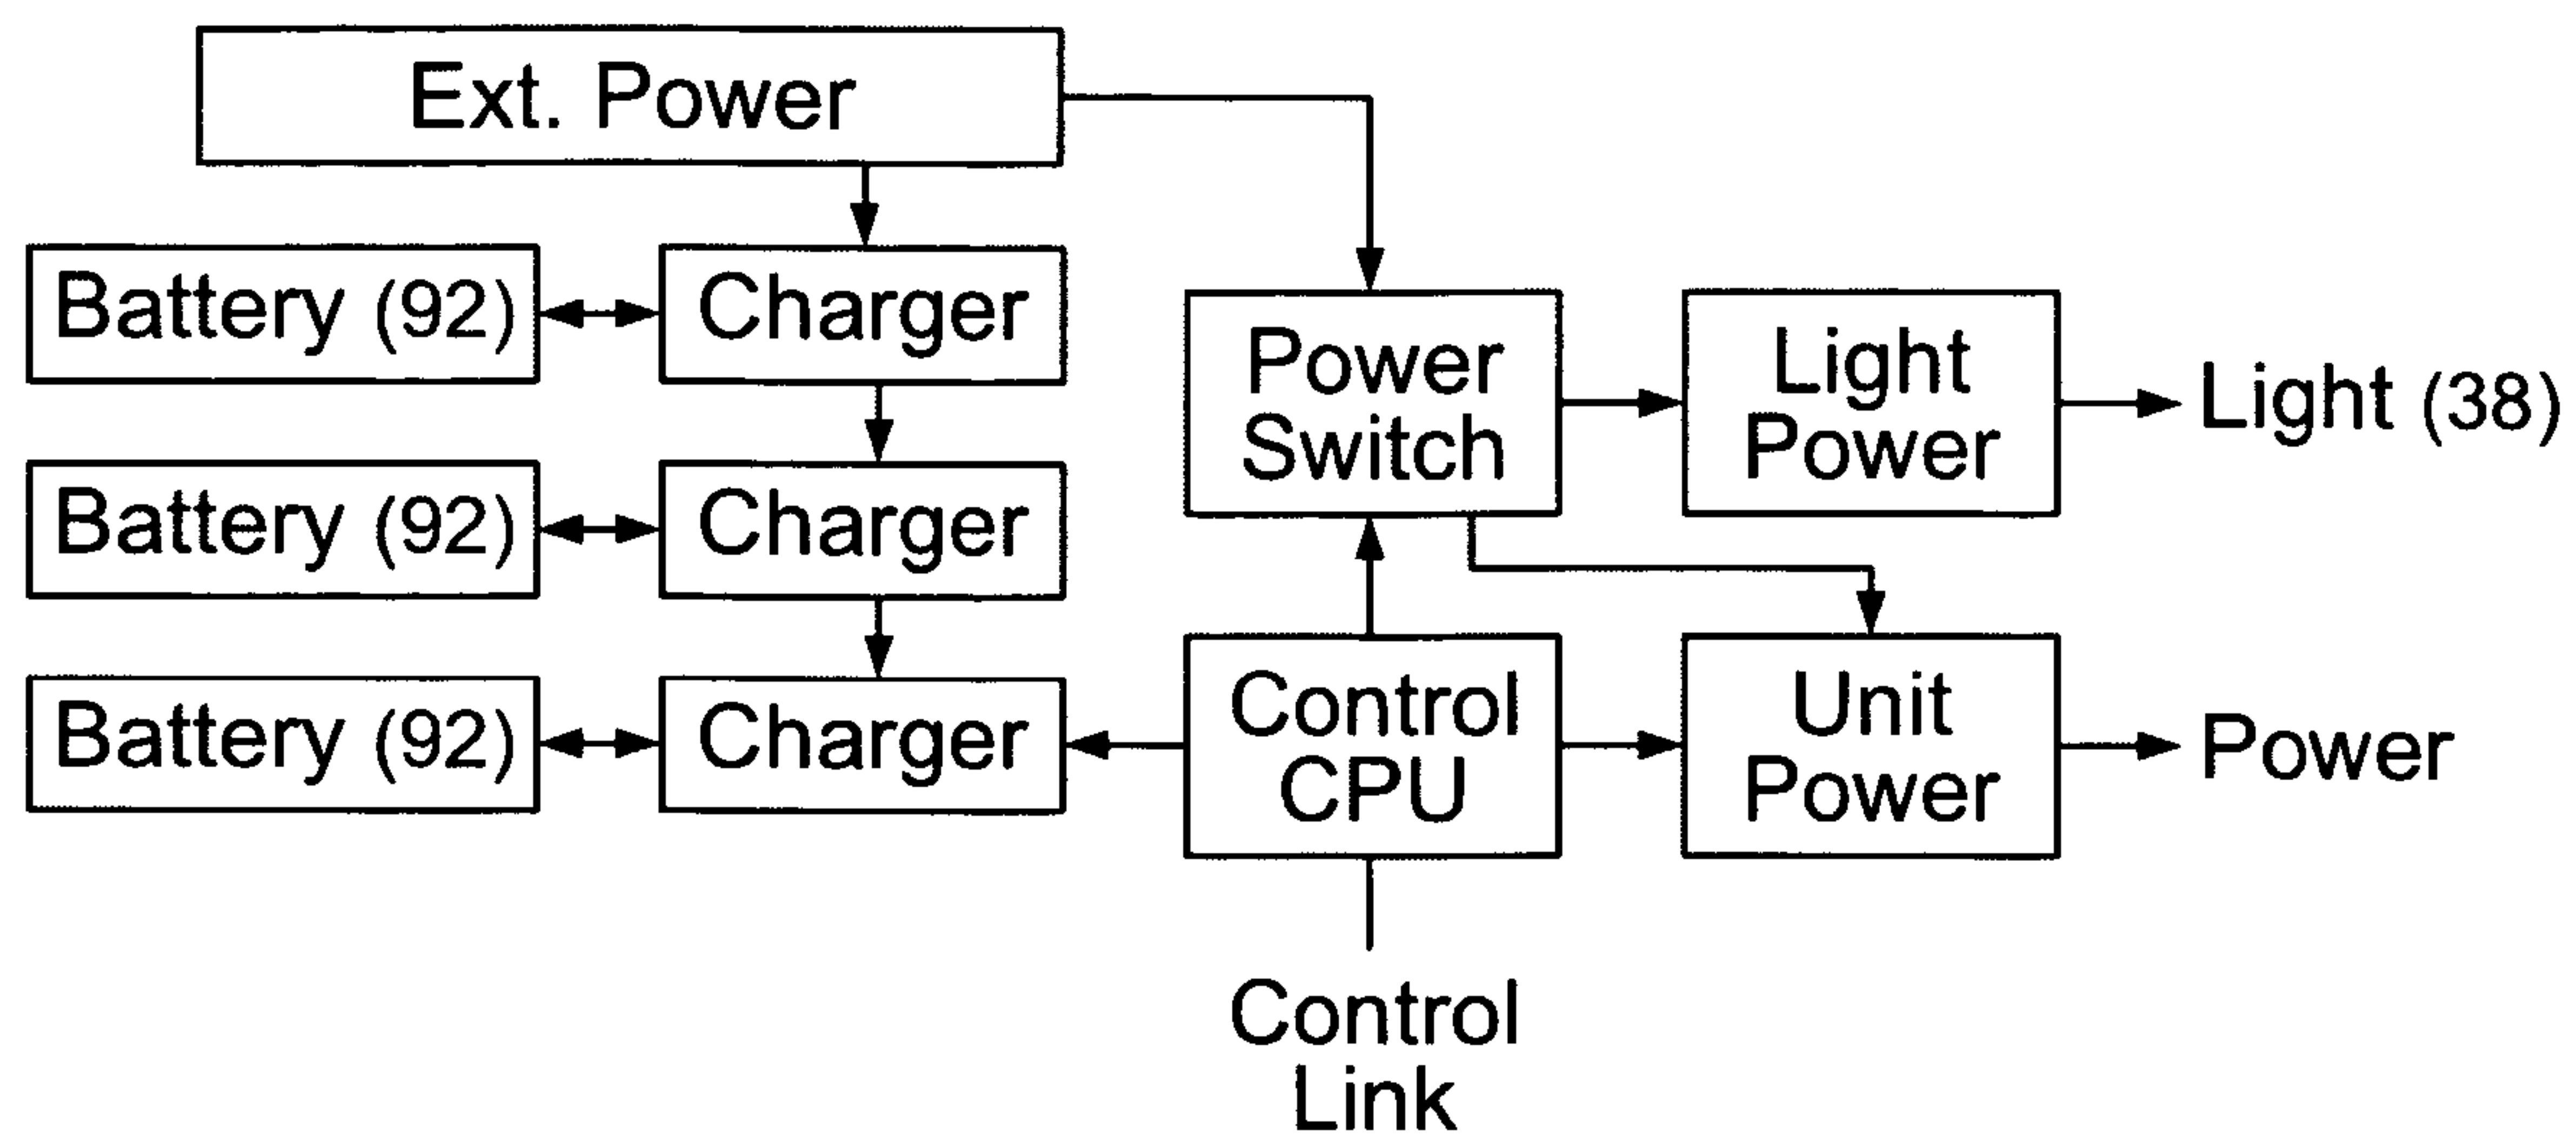 Ext. Power
Battery (92)
Charger
Battery (92)
Charger
Battery (92)
Charger
Power
Switch
Light
Power
Light (38)
Control
CPU
Unit
Power
Power
Control
Link